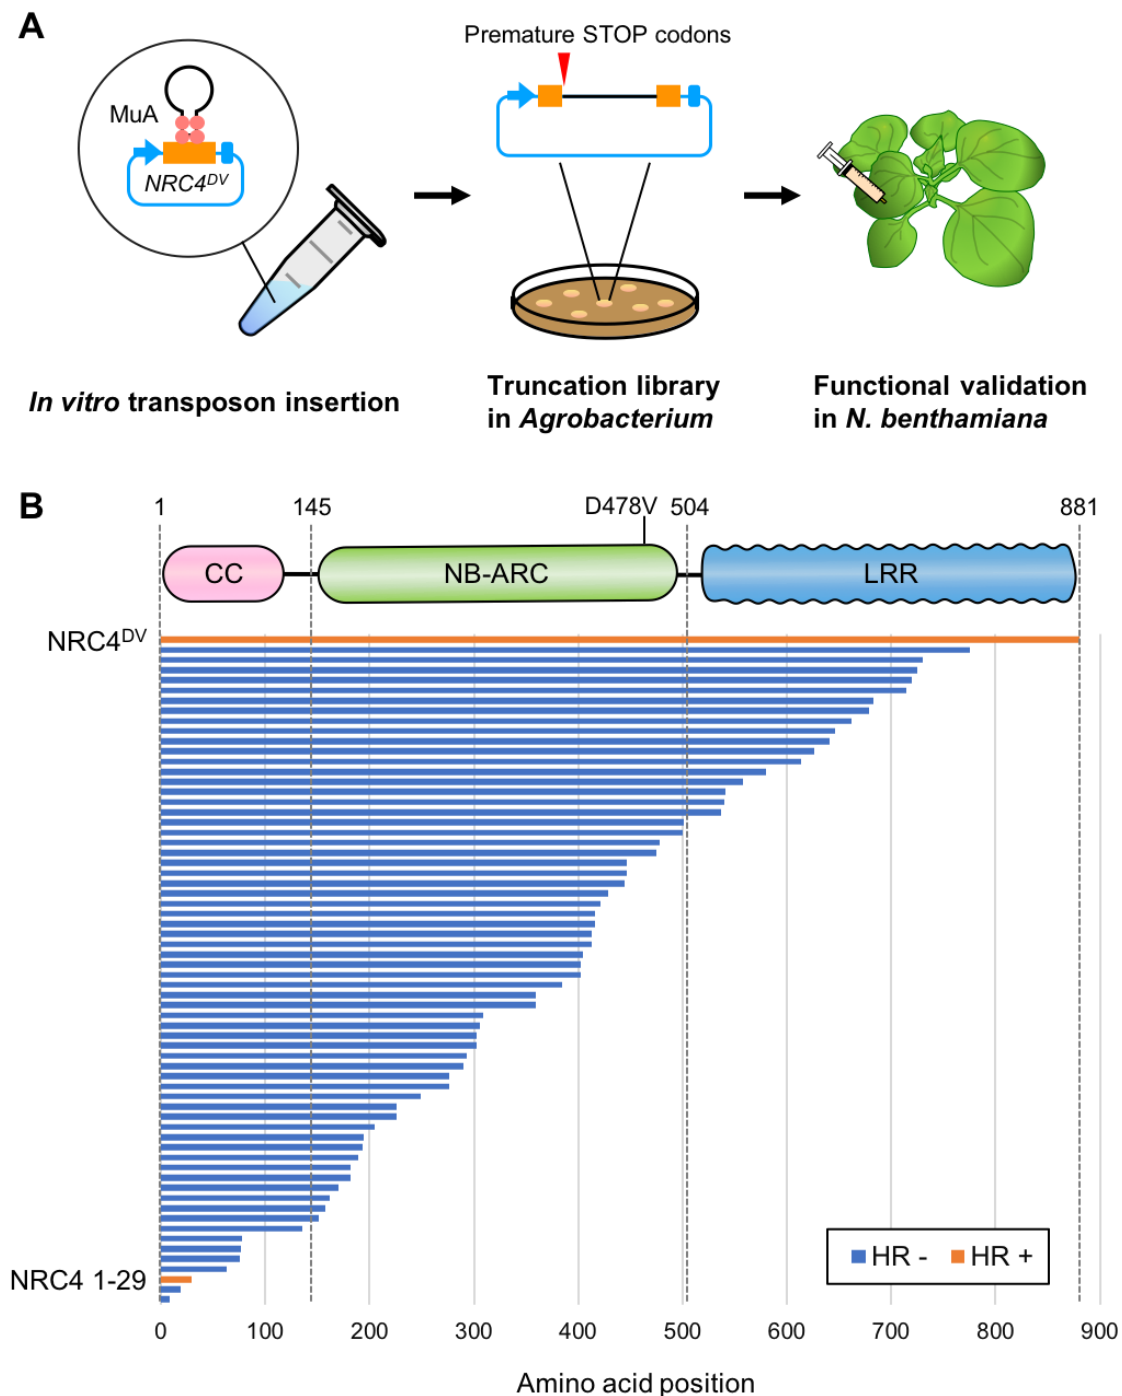 A
Premature STOP codons
MuA
NRC4ᴰⱽ
In vitro transposon insertion
Truncation library
in Agrobacterium
Functional validation
in N. benthamiana
B
1 145 D478V 504 881
CC NB-ARC LRR
NRC4ᴰⱽ
HR - HR +
NRC4 1-29
0 100 200 300 400 500 600 700 800 900
Amino acid position